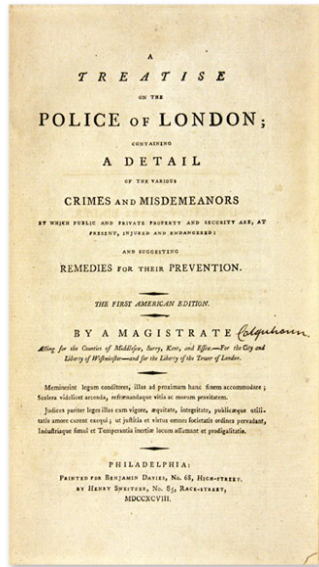 A
TREATISE
ON THE
POLICE OF LONDON;
CONTAINING
A DETAIL
OF THE VARIOUS
CRIMES AND MISDEMEANORS
BY WHICH PUBLIC AND PRIVATE PROPERTY AND SECURITY ARE, AT
PRESENT, INJURED AND ENDANGERED:
AND SUGGESTING
REMEDIES FOR THEIR PREVENTION.
THE FIRST AMERICAN EDITION.
BY A MAGISTRATE Colquhoun.
Acting for the Counties of Middlesex, Surry, Kent, and Essex.—For the City and
Liberty of Westminster—and for the Liberty of the Tower of London.
Meminerint legum conditores, illas ad proximum hunc finem accommodare;
Scelera videlicet arcenda, refrænandaque vitia ac morum pravitatem.
Judices pariter leges illas cum vigore, æquitate, integritate, publicæque utili-
tatis amore curent exequi; ut justitia et virtus omnes societatis ordines pervadant,
Industriaque simul et Temperantia inertiæ locum assumant et prodigalitatis.
PHILADELPHIA:
PRINTED FOR BENJAMIN DAVIES, No. 68, HIGH-STREET.
BY HENRY SWEITZER, No. 85, RACE-STREET,
MDCCXCVIII.